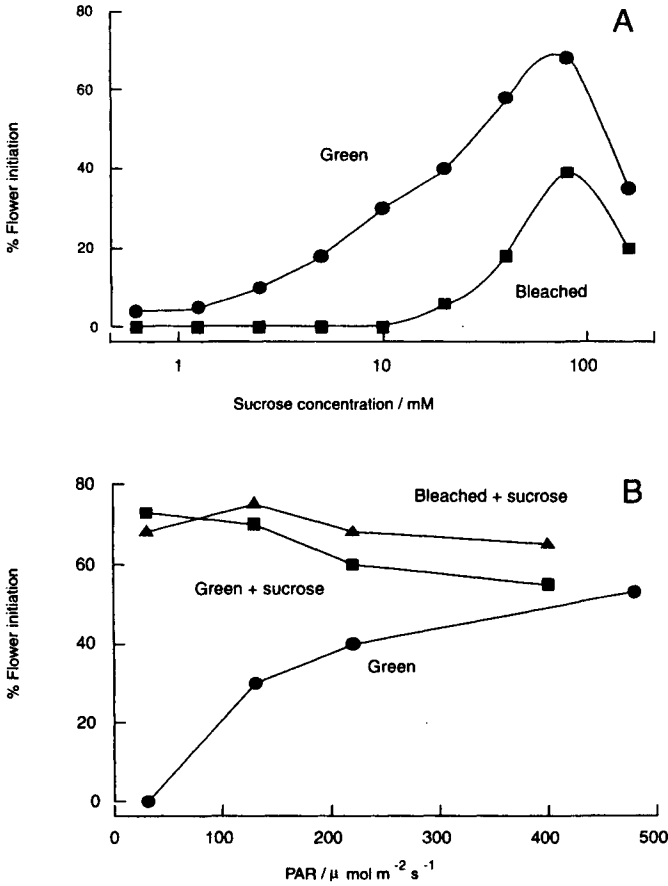 A
80
60
40
20
0
% Flower initiation
Green
Bleached
1 10 100
Sucrose concentration / mM
B
80
60
40
20
0
% Flower initiation
Bleached + sucrose
Green + sucrose
Green
0 100 200 300 400 500
PAR / μ mol m⁻² s⁻¹